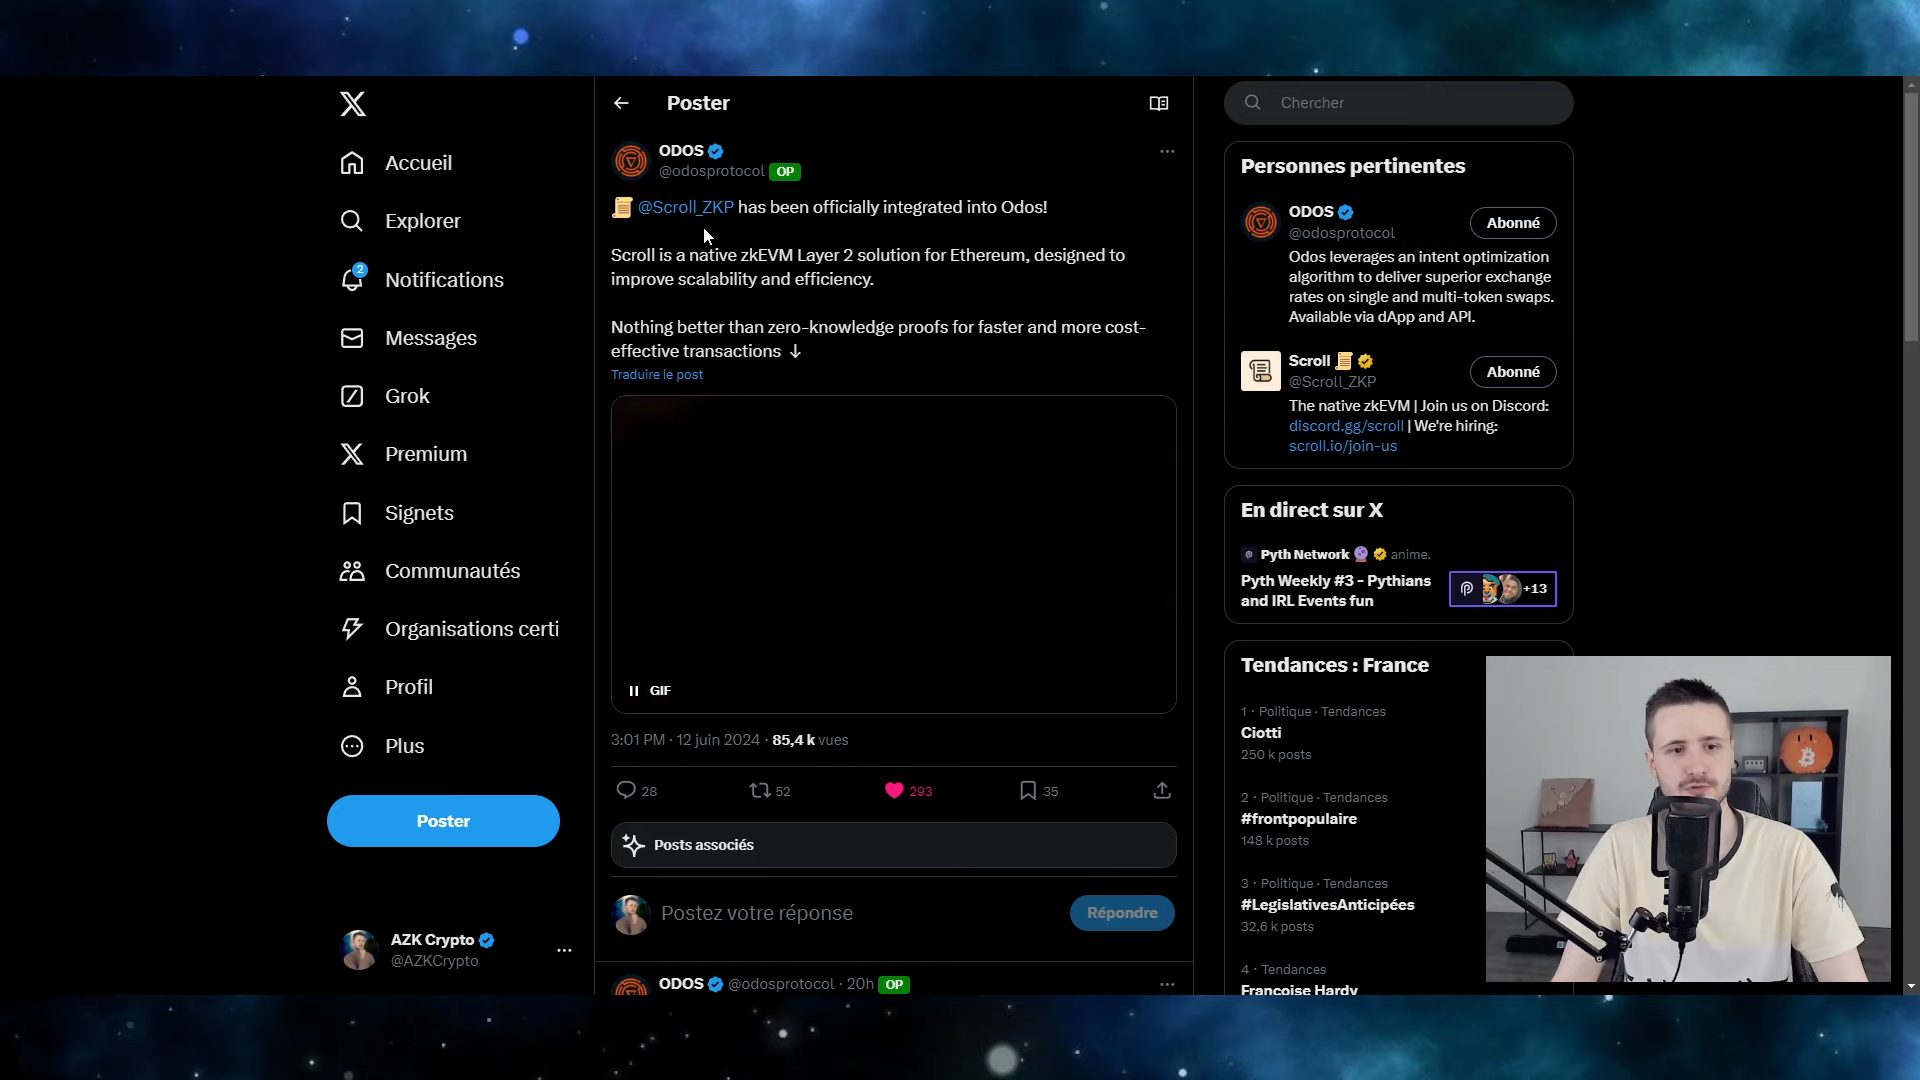 Accueil
Explorer
2
Notifications
Messages
Grok
Premium
Signets
Communautés
Organisations certi
Profil
Plus
Poster
AZK Crypto
@AZKCrypto
Poster
ODOS
@odosprotocol OP
@Scroll_ZKP has been officially integrated into Odos!
Scroll is a native zkEVM Layer 2 solution for Ethereum, designed to
improve scalability and efficiency.
Nothing better than zero-knowledge proofs for faster and more cost-
effective transactions ↓
Traduire le post
GIF
3:01 PM · 12 juin 2024 · 85,4 k vues
28 52 293 35
Posts associés
Postez votre réponse
Répondre
ODOS @odosprotocol · 20h OP
Chercher
Personnes pertinentes
ODOS
@odosprotocol
Abonné
Odos leverages an intent optimization
algorithm to deliver superior exchange
rates on single and multi-token swaps.
Available via dApp and API.
Scroll
@Scroll_ZKP
Abonné
The native zkEVM | Join us on Discord:
discord.gg/scroll | We're hiring:
scroll.io/join-us
En direct sur X
Pyth Network anime.
Pyth Weekly #3 - Pythians
and IRL Events fun
+13
Tendances : France
1 · Politique · Tendances
Ciotti
250 k posts
2 · Politique · Tendances
#frontpopulaire
148 k posts
3 · Politique · Tendances
#LegislativesAnticipées
32,6 k posts
4 · Tendances
Françoise Hardy